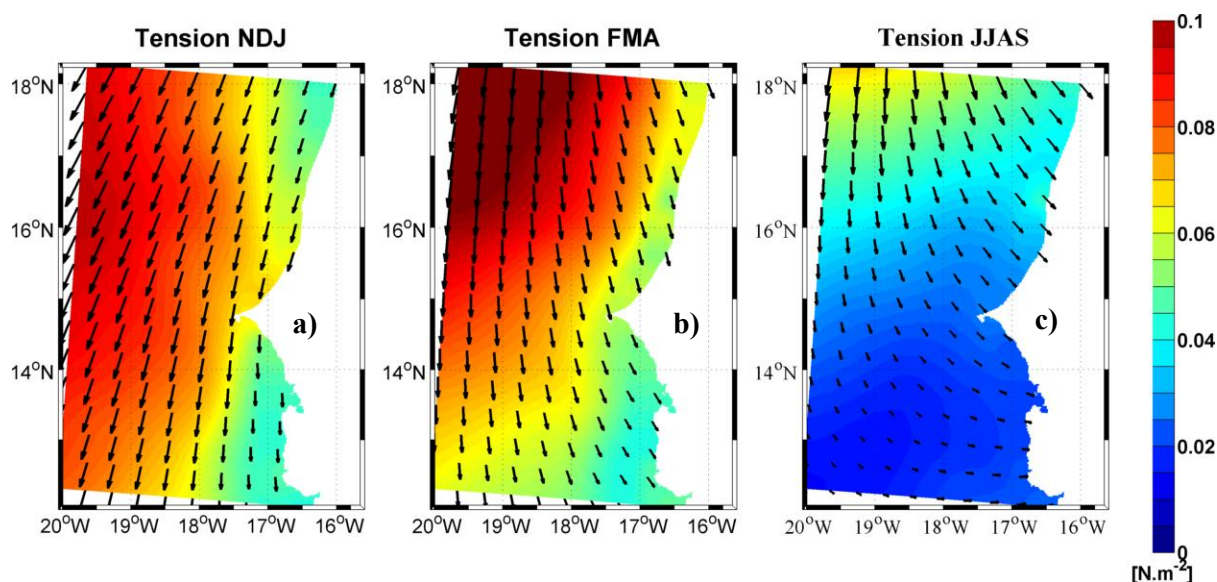 Tension NDJ
Tension FMA
Tension JJAS
18°N
16°N
14°N
20°W 19°W 18°W 17°W 16°W
a)
18°N
16°N
14°N
20°W 19°W 18°W 17°W 16°W
b)
18°N
16°N
14°N
20°W 19°W 18°W 17°W 16°W
c)
0.1
0.08
0.06
0.04
0.02
0
[N.m-2]